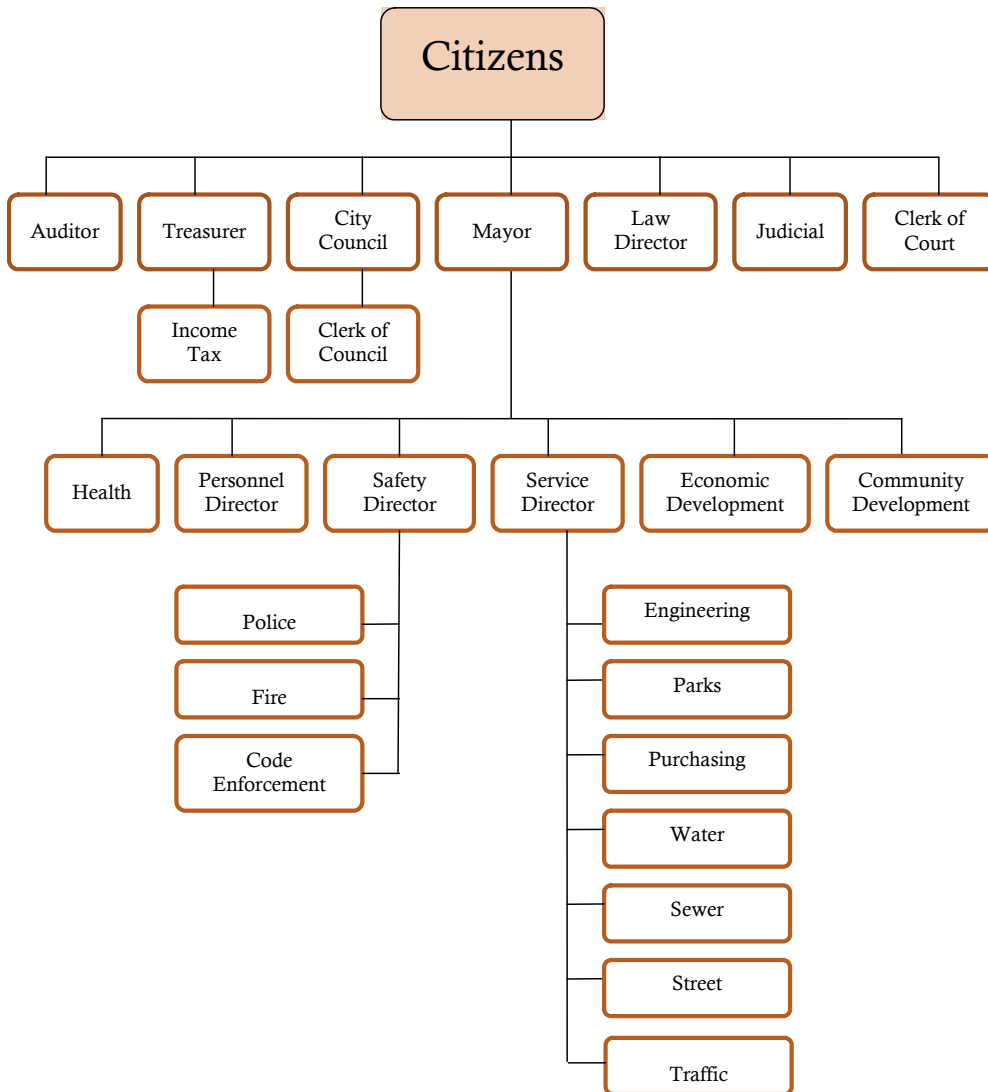 Citizens
Auditor
Treasurer
City
Council
Mayor
Law
Director
Judicial
Clerk of
Court
Income
Tax
Clerk of
Council
Health
Personnel
Director
Safety
Director
Service
Director
Economic
Development
Community
Development
Police
Fire
Code
Enforcement
Engineering
Parks
Purchasing
Water
Sewer
Street
Traffic